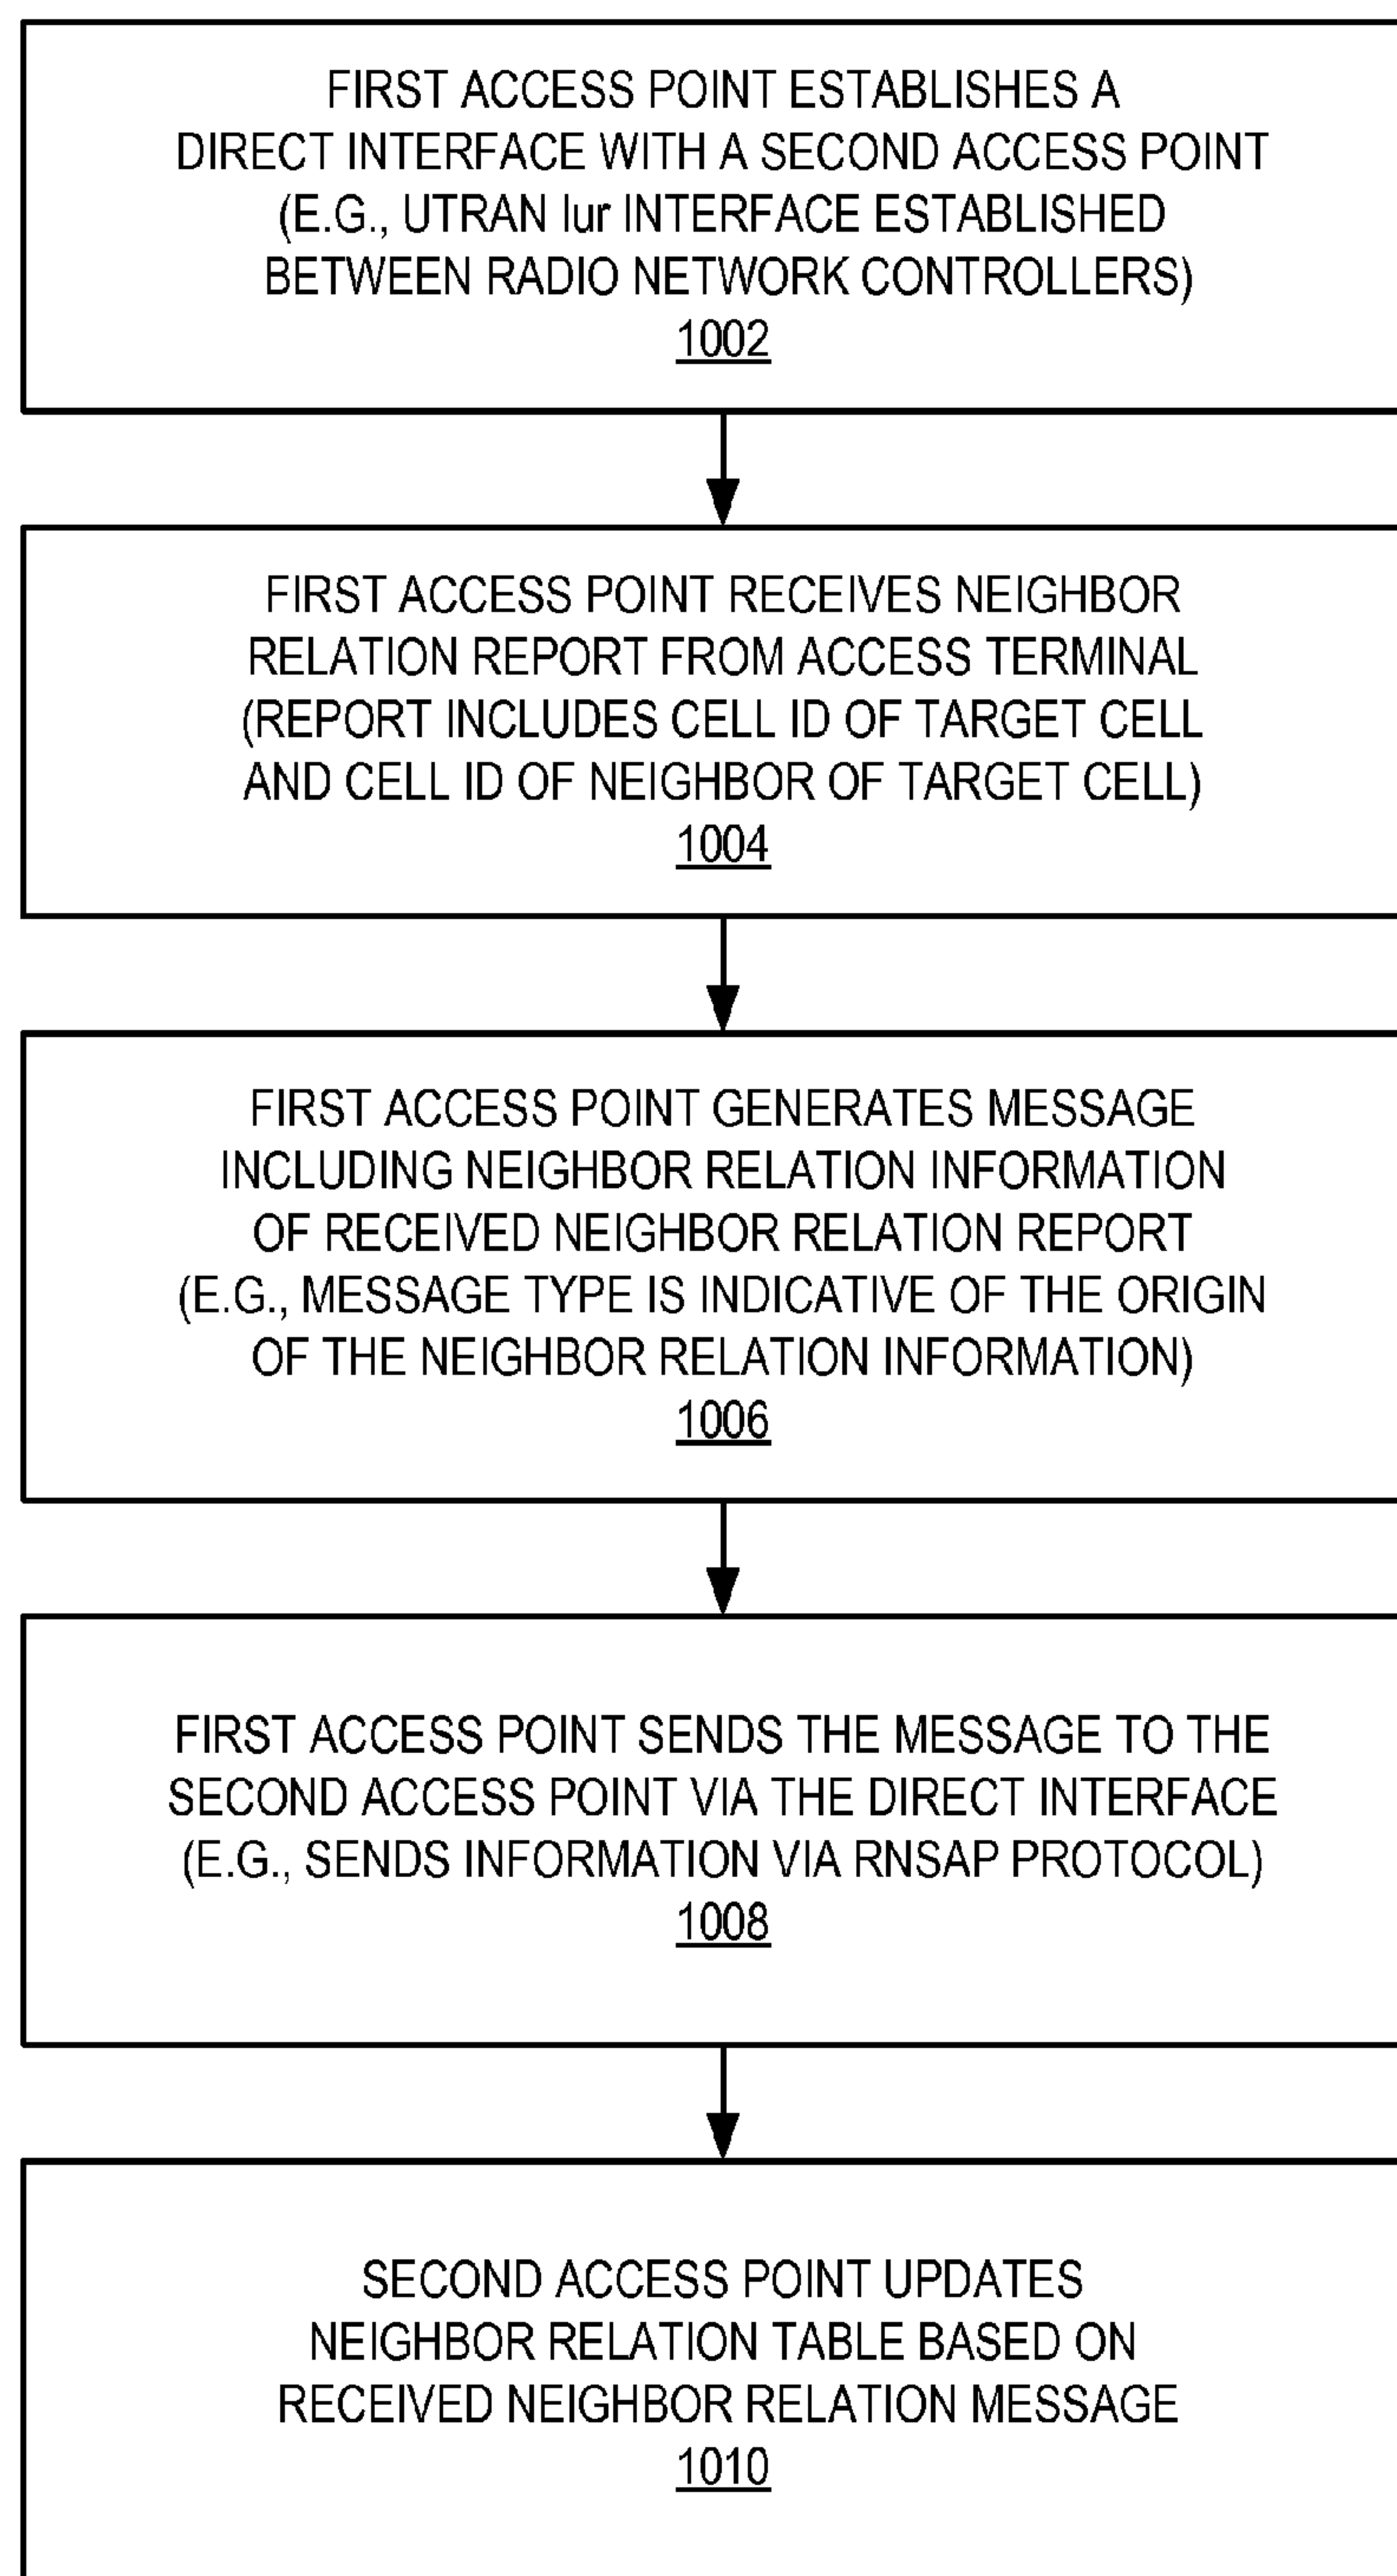 FIRST ACCESS POINT ESTABLISHES A
DIRECT INTERFACE WITH A SECOND ACCESS POINT
(E.G., UTRAN Iur INTERFACE ESTABLISHED
BETWEEN RADIO NETWORK CONTROLLERS)
1002
FIRST ACCESS POINT RECEIVES NEIGHBOR
RELATION REPORT FROM ACCESS TERMINAL
(REPORT INCLUDES CELL ID OF TARGET CELL
AND CELL ID OF NEIGHBOR OF TARGET CELL)
1004
FIRST ACCESS POINT GENERATES MESSAGE
INCLUDING NEIGHBOR RELATION INFORMATION
OF RECEIVED NEIGHBOR RELATION REPORT
(E.G., MESSAGE TYPE IS INDICATIVE OF THE ORIGIN
OF THE NEIGHBOR RELATION INFORMATION)
1006
FIRST ACCESS POINT SENDS THE MESSAGE TO THE
SECOND ACCESS POINT VIA THE DIRECT INTERFACE
(E.G., SENDS INFORMATION VIA RNSAP PROTOCOL)
1008
SECOND ACCESS POINT UPDATES
NEIGHBOR RELATION TABLE BASED ON
RECEIVED NEIGHBOR RELATION MESSAGE
1010